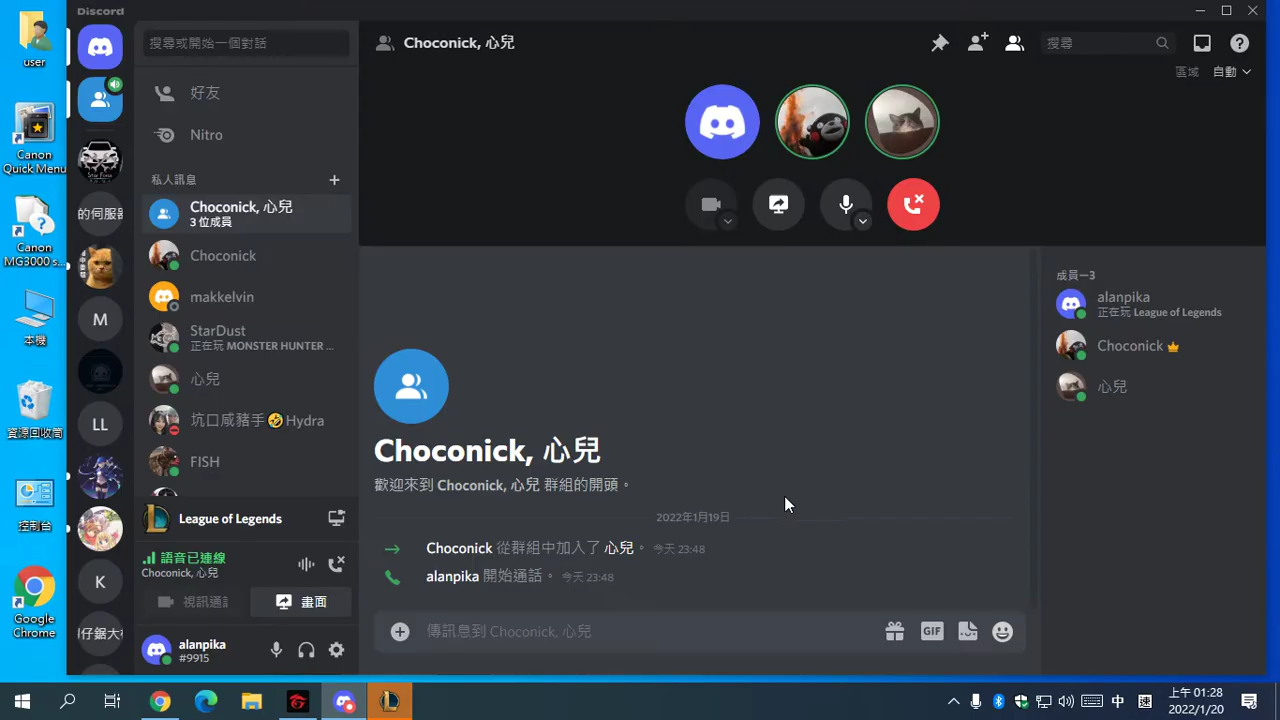 user
Canon
Quick Menu
Canon
MG3000 s...
本機
資源回收筒
控制台
Google
Chrome
Discord
的伺服器
M
LL
K
搜尋或開始一個對話
好友
Nitro
私人訊息
Choconick, 心兒
3 位成員
Choconick
makkelvin
StarDust
正在玩 MONSTER HUNTER ...
心兒
坑口咸豬手🤣Hydra
FISH
League of Legends
語音已連線
Choconick, 心兒
畫面
alanpika
#9915
Choconick, 心兒
搜尋
區域 自動
Choconick, 心兒
歡迎來到 Choconick, 心兒 群組的開頭。
2022年1月19日
Choconick 從群組中加入了 心兒。 今天 23:48
alanpika 開始通話。 今天 23:48
傳訊息到 Choconick, 心兒
GIF
成員—3
alanpika
正在玩 League of Legends
Choconick
心兒
中
上午 01:28
2022/1/20